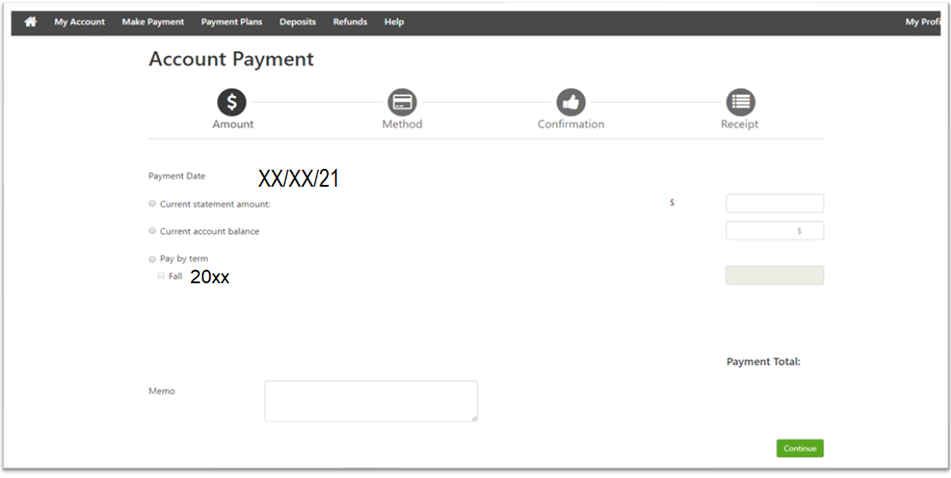 My Account Make Payment Payment Plans Deposits Refunds Help My Profi
Account Payment
$
Amount Method Confirmation Receipt
Payment Date XX/XX/21
Current statement amount: $
Current account balance $
Pay by term
Fall 20xx
Payment Total:
Memo
Continue